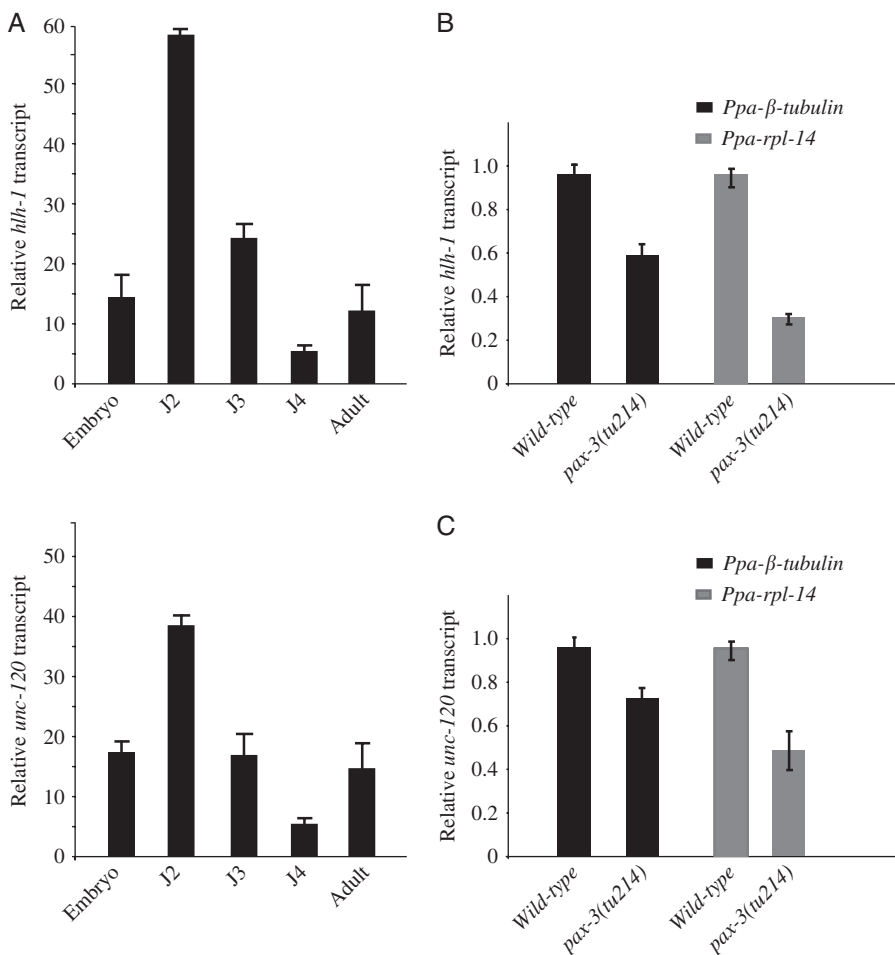 A
Relative hlh-1 transcript
60
50
40
30
20
10
0
Embryo
J2
J3
J4
Adult
B
Ppa-β-tubulin
Ppa-rpl-14
Relative hlh-1 transcript
1.0
0.8
0.6
0.4
0.2
0
Wild-type
pax-3(tu214)
Wild-type
pax-3(tu214)
Relative unc-120 transcript
50
40
30
20
10
0
Embryo
J2
J3
J4
Adult
C
Ppa-β-tubulin
Ppa-rpl-14
Relative unc-120 transcript
1.0
0.8
0.6
0.4
0.2
0
Wild-type
pax-3(tu214)
Wild-type
pax-3(tu214)